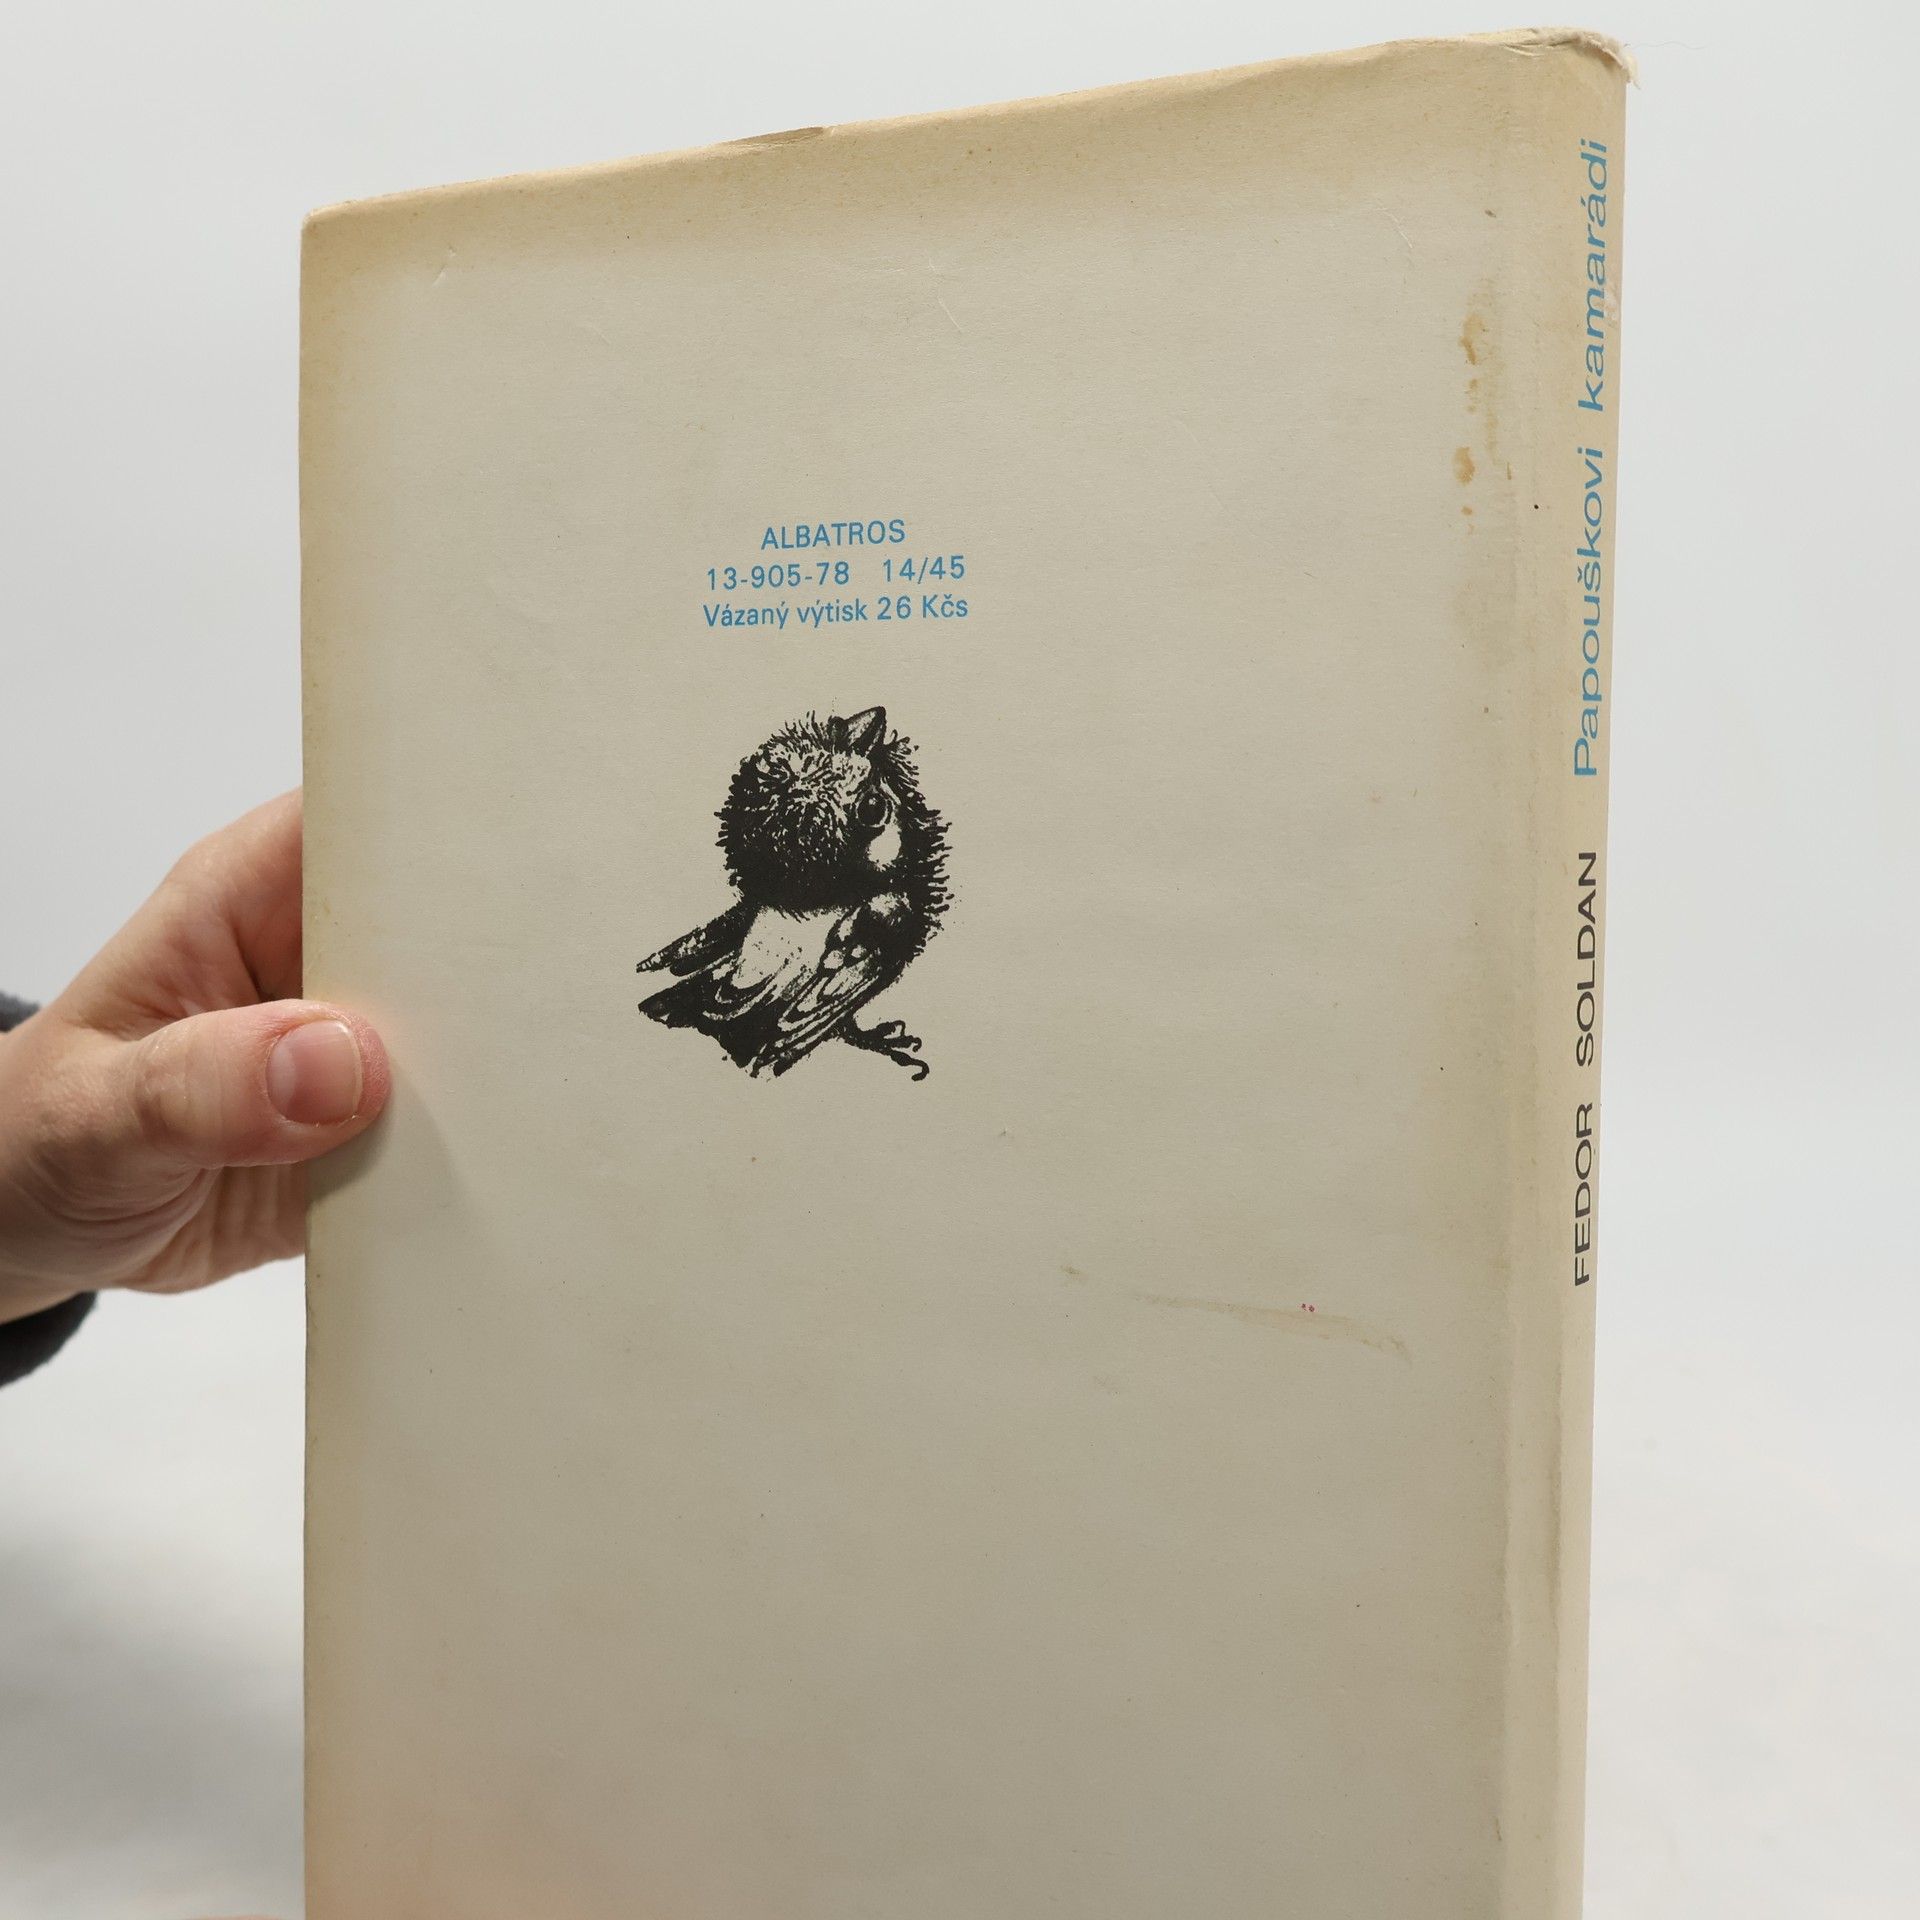 ALBATROS
13-905-78 14/45
Vázaný výtisk 26 Kčs
FEDOR SOLDAN Papouškovi kamarádi